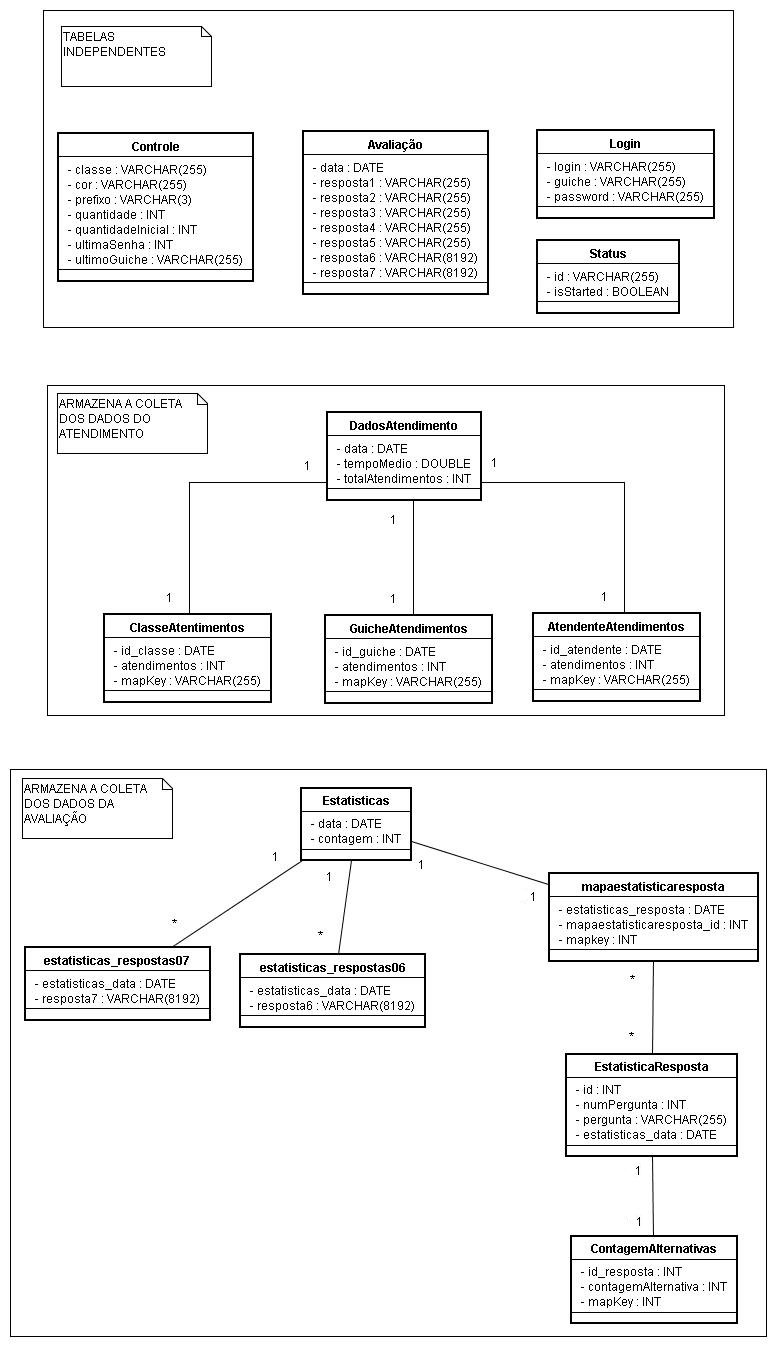 TABELAS
INDEPENDENTES
Controle
- classe : VARCHAR(255)
- cor : VARCHAR(255)
- prefixo : VARCHAR(3)
- quantidade : INT
- quantidadeInicial : INT
- ultimaSenha : INT
- ultimoGuiche : VARCHAR(255)
Avaliação
- data : DATE
- resposta1 : VARCHAR(255)
- resposta2 : VARCHAR(255)
- resposta3 : VARCHAR(255)
- resposta4 : VARCHAR(255)
- resposta5 : VARCHAR(255)
- resposta6 : VARCHAR(8192)
- resposta7 : VARCHAR(8192)
Login
- login : VARCHAR(255)
- guiche : VARCHAR(255)
- password : VARCHAR(255)
Status
- id : VARCHAR(255)
- isStarted : BOOLEAN
ARMAZENA A COLETA
DOS DADOS DO
ATENDIMENTO
DadosAtendimento
- data : DATE
- tempoMedio : DOUBLE
- totalAtendimentos : INT
1
1
1
1
1
1
ClasseAtentimentos
- id_classe : DATE
- atendimentos : INT
- mapKey : VARCHAR(255)
GuicheAtendimentos
- id_guiche : DATE
- atendimentos : INT
- mapKey : VARCHAR(255)
AtendenteAtendimentos
- id_atendente : DATE
- atendimentos : INT
- mapKey : VARCHAR(255)
ARMAZENA A COLETA
DOS DADOS DA
AVALIAÇÃO
Estatisticas
- data : DATE
- contagem : INT
1
1
1
1
*
*
mapaestatisticaresposta
- estatisticas_resposta : DATE
- mapaestatisticaresposta_id : INT
- mapkey : INT
estatisticas_respostas07
- estatisticas_data : DATE
- resposta7 : VARCHAR(8192)
estatisticas_respostas06
- estatisticas_data : DATE
- resposta6 : VARCHAR(8192)
*
*
EstatisticaResposta
- id : INT
- numPergunta : INT
- pergunta : VARCHAR(255)
- estatisticas_data : DATE
1
1
ContagemAlternativas
- id_resposta : INT
- contagemAlternativa : INT
- mapKey : INT